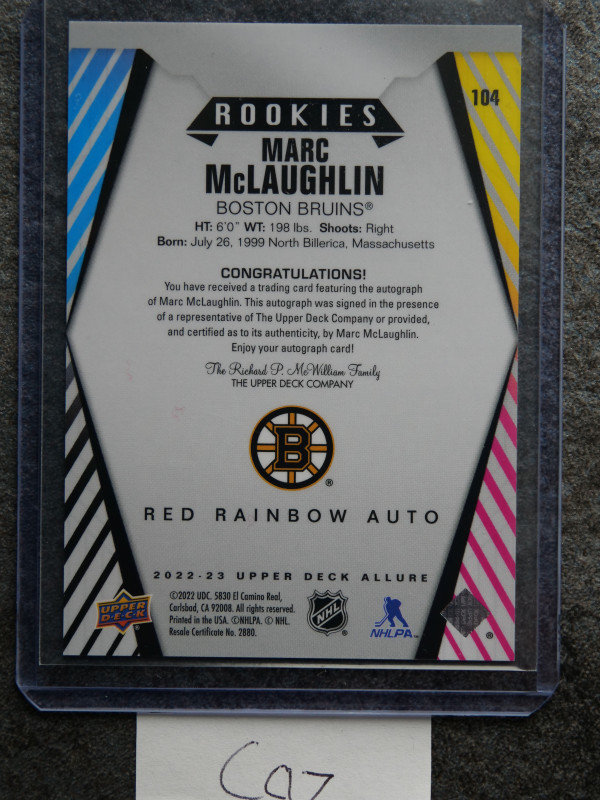 104
ROOKIES
MARC
McLAUGHLIN
BOSTON BRUINS®
HT: 6'0" WT: 198 lbs. Shoots: Right
Born: July 26, 1999 North Billerica, Massachusetts
CONGRATULATIONS!
You have received a trading card featuring the autograph
of Marc McLaughlin. This autograph was signed in the presence
of a representative of The Upper Deck Company or provided,
and certified as to its authenticity, by Marc McLaughlin.
Enjoy your autograph card!
The Richard P. McWilliam Family
THE UPPER DECK COMPANY
B
®
RED RAINBOW AUTO
2022-23 UPPER DECK ALLURE
©2022 UDC. 5830 El Camino Real,
Carlsbad, CA 92008. All rights reserved.
Printed in the USA. ©NHLPA. © NHL.
Resale Certificate No. 2880.
UPPER
DECK
NHL
NHLPA